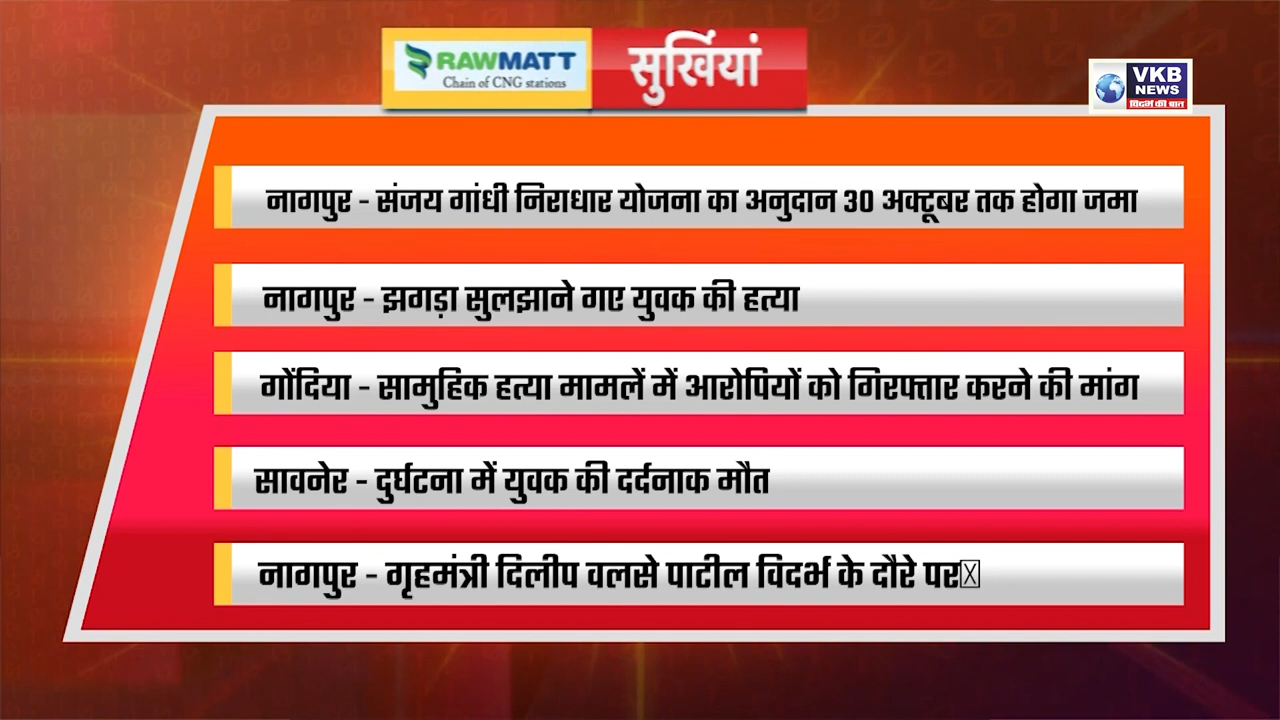 RAWMATT
Chain of CNG stations
सुर्खियां
VKB
NEWS
विदर्भ की बात
नागपुर - संजय गांधी निराधार योजना का अनुदान 30 अक्टूबर तक होगा जमा
नागपुर - झगड़ा सुलझाने गए युवक की हत्या
गोंदिया - सामुहिक हत्या मामलें में आरोपियों को गिरफ्तार करने की मांग
सावनेर - दुर्घटना में युवक की दर्दनाक मौत
नागपुर - गृहमंत्री दिलीप वलसे पाटील विदर्भ के दौरे पर